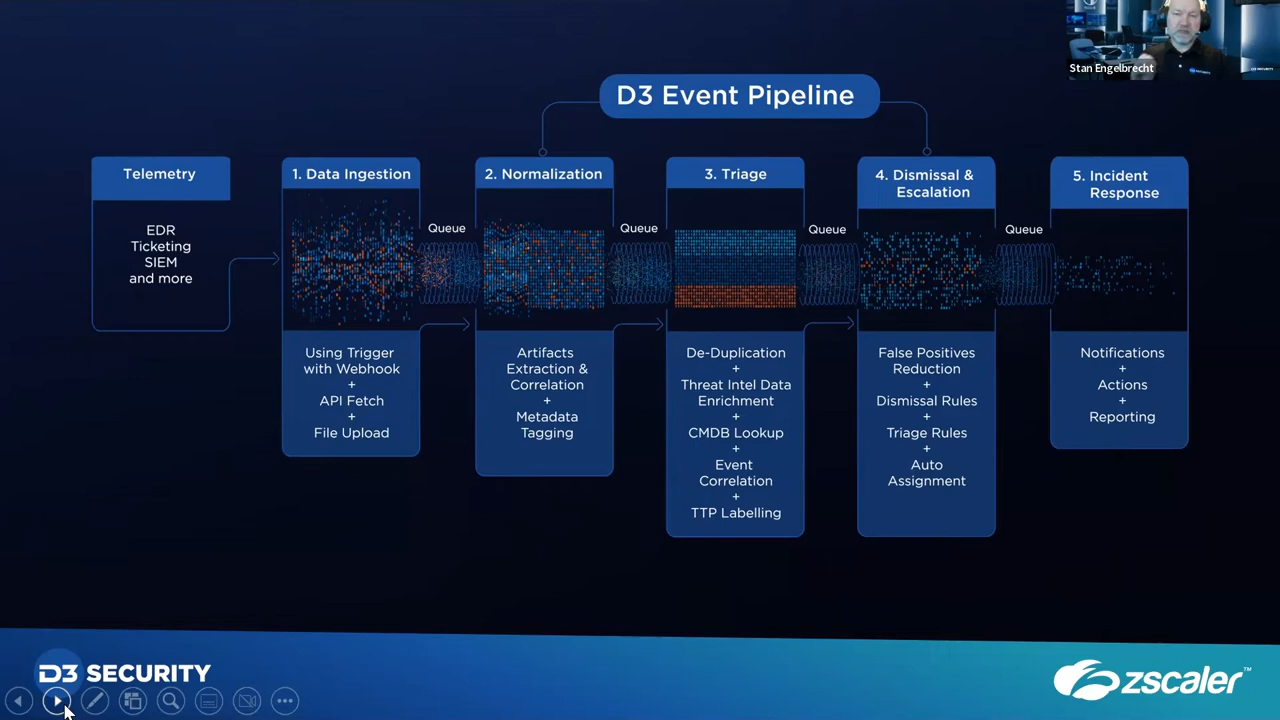 Stan Engelbrecht
D3 SECURITY
D3 Event Pipeline
Telemetry
EDR
Ticketing
SIEM
and more
1. Data Ingestion
Using Trigger
with Webhook
+
API Fetch
+
File Upload
Queue
2. Normalization
Artifacts
Extraction &
Correlation
+
Metadata
Tagging
Queue
3. Triage
De-Duplication
+
Threat Intel Data
Enrichment
+
CMDB Lookup
+
Event
Correlation
+
TTP Labelling
Queue
4. Dismissal &
Escalation
False Positives
Reduction
+
Dismissal Rules
+
Triage Rules
+
Auto
Assignment
Queue
5. Incident
Response
Notifications
+
Actions
+
Reporting
D3 SECURITY
zscaler™